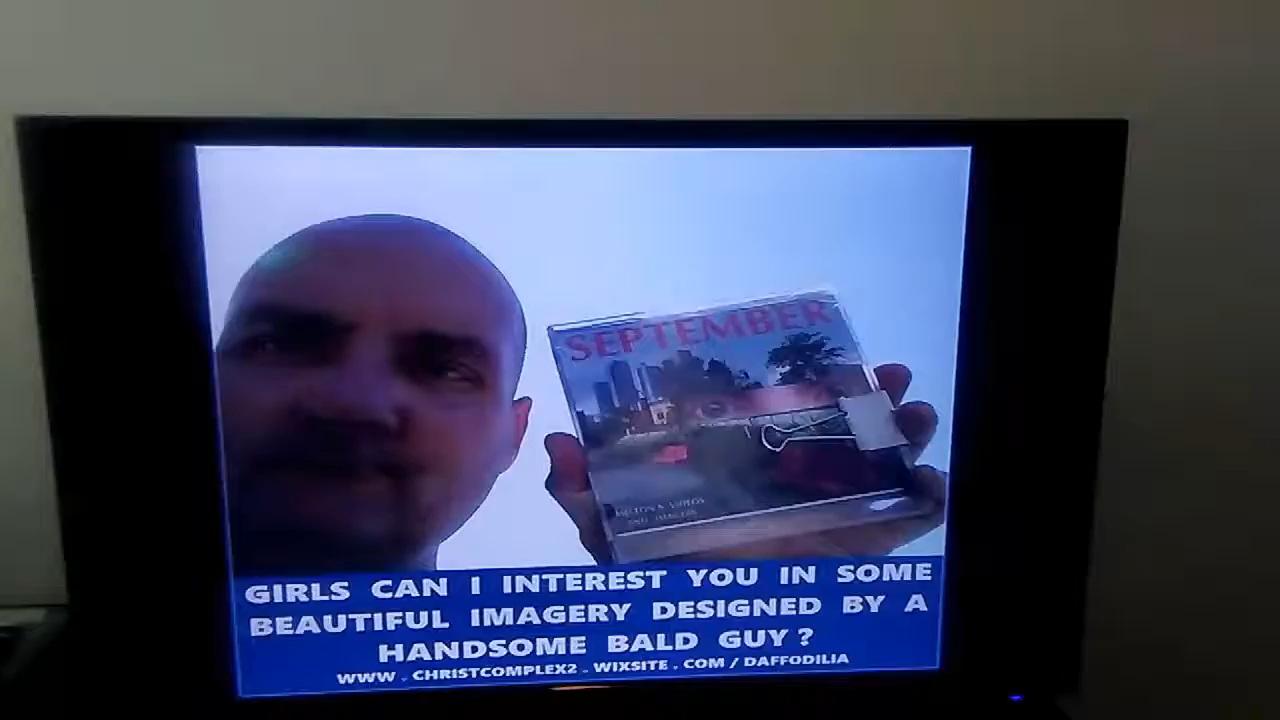 SEPTEMBER
GIRLS CAN I INTEREST YOU IN SOME
BEAUTIFUL IMAGERY DESIGNED BY A
HANDSOME BALD GUY ?
WWW . CHRISTCOMPLEX2 . WIXSITE . COM / DAFFODILIA